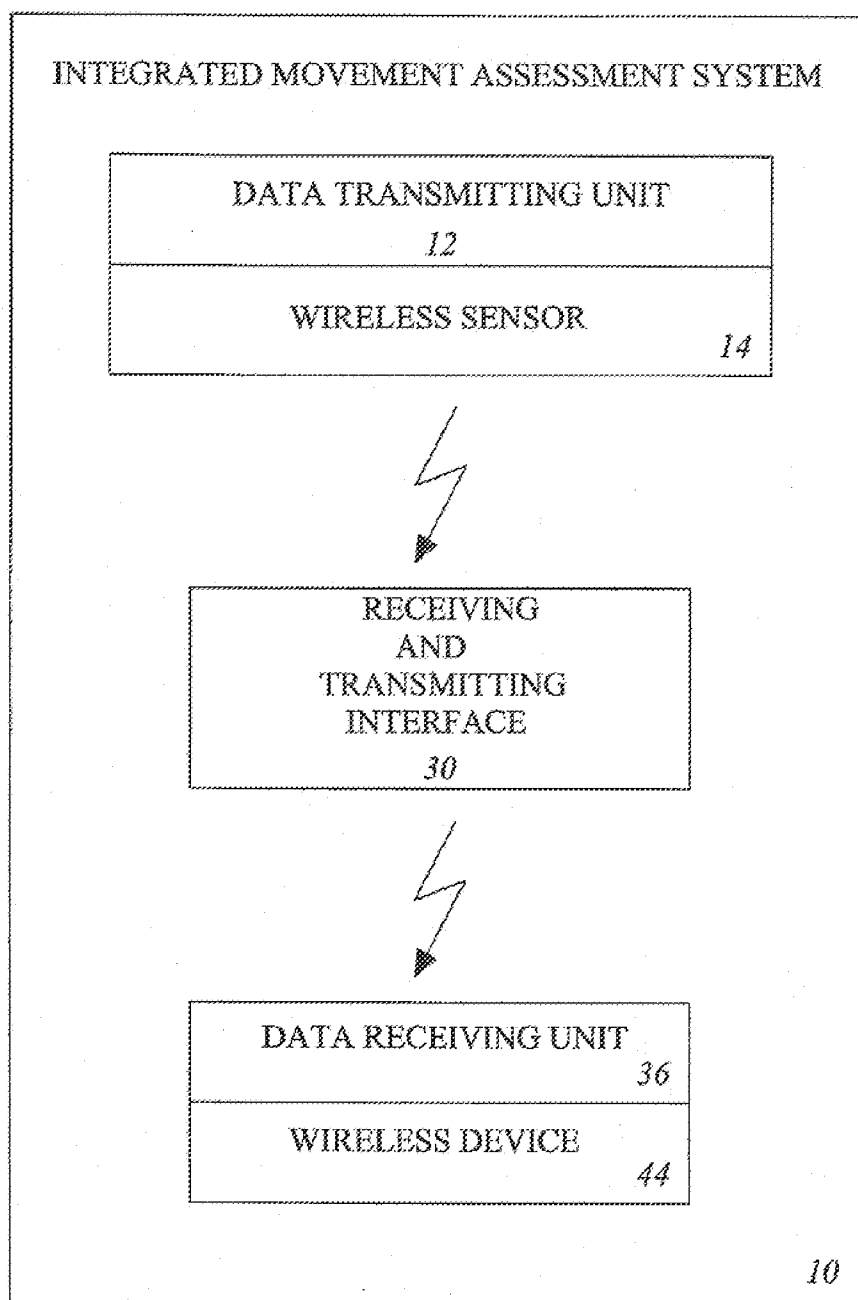 INTEGRATED MOVEMENT ASSESSMENT SYSTEM
DATA TRANSMITTING UNIT
12
WIRELESS SENSOR
14
RECEIVING
AND
TRANSMITTING
INTERFACE
30
DATA RECEIVING UNIT
36
WIRELESS DEVICE
44
10